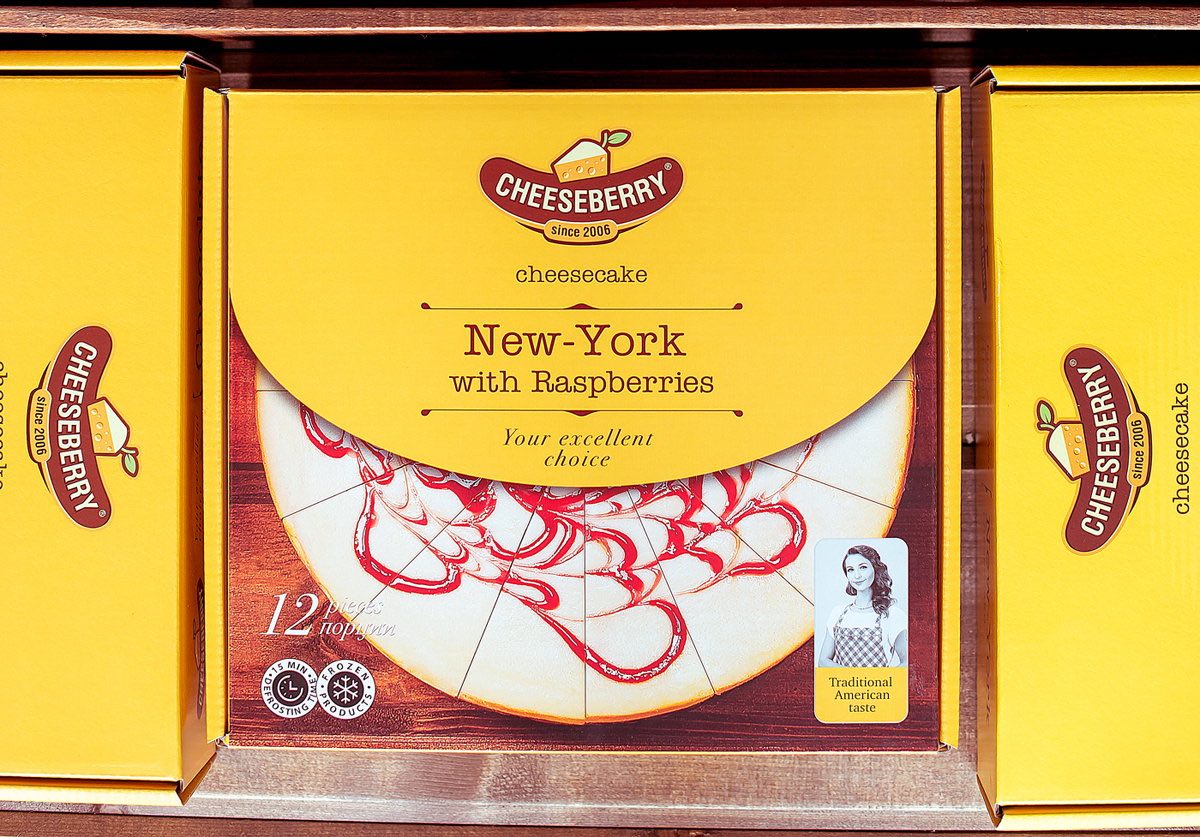 CHEESEBERRY®
since 2006
cheesecake
New-York
with Raspberries
Your excellent
choice
12 pieces
порции
15 MIN
DEFROSTING TIME
FROZEN
PRODUCTS
Traditional
American
taste
CHEESEBERRY®
since 2006
CHEESEBERRY®
since 2006
cheesecake